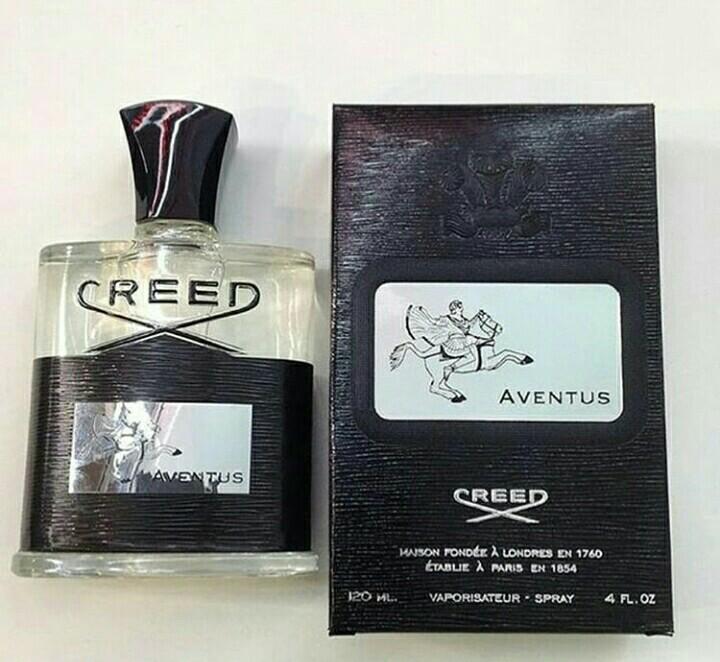 CREED
AVENTUS
AVENTUS
CREED
MAISON FONDÉE À LONDRES EN 1760
ÉTABLIE À PARIS EN 1854
120 ML. VAPORISATEUR - SPRAY 4 FL. OZ